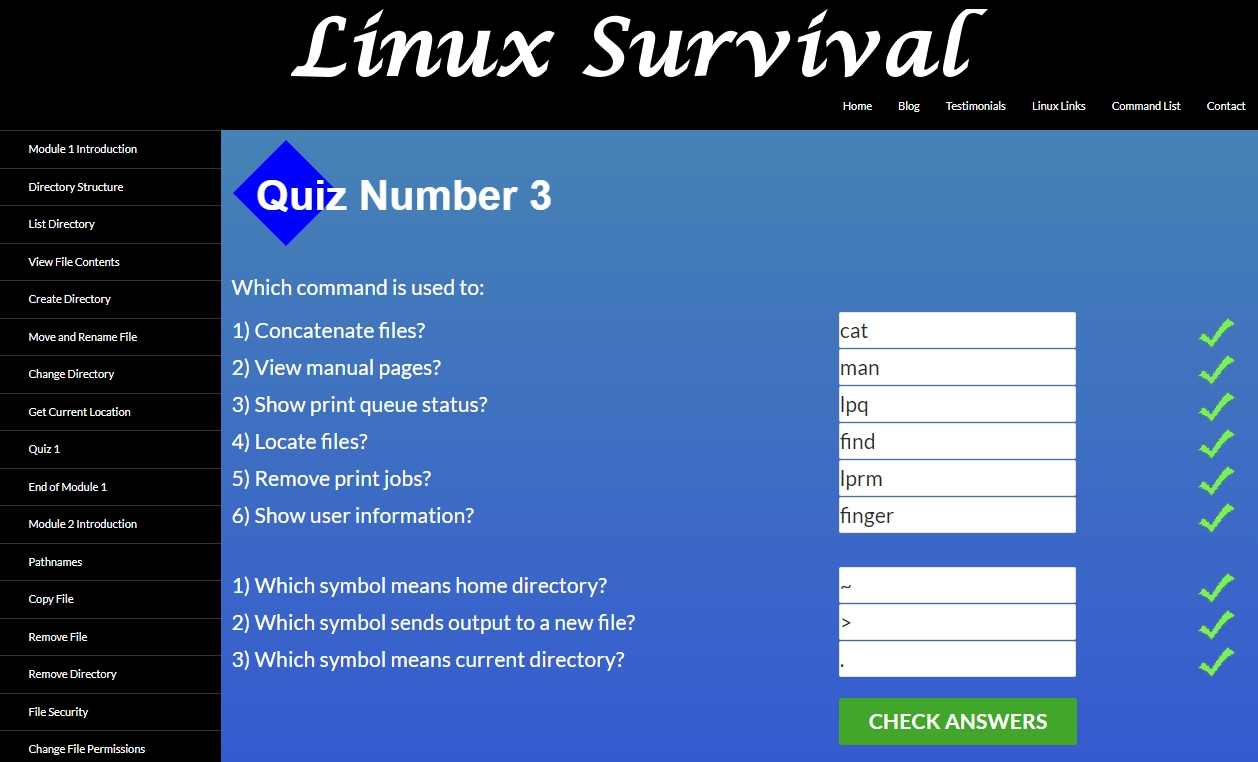 Linux Survival
Home Blog Testimonials Linux Links Command List Contact
Module 1 Introduction
Directory Structure
List Directory
View File Contents
Create Directory
Move and Rename File
Change Directory
Get Current Location
Quiz 1
End of Module 1
Module 2 Introduction
Pathnames
Copy File
Remove File
Remove Directory
File Security
Change File Permissions
Quiz Number 3
Which command is used to:
1) Concatenate files? cat
2) View manual pages? man
3) Show print queue status? lpq
4) Locate files? find
5) Remove print jobs? lprm
6) Show user information? finger
1) Which symbol means home directory? ~
2) Which symbol sends output to a new file? >
3) Which symbol means current directory? .
CHECK ANSWERS